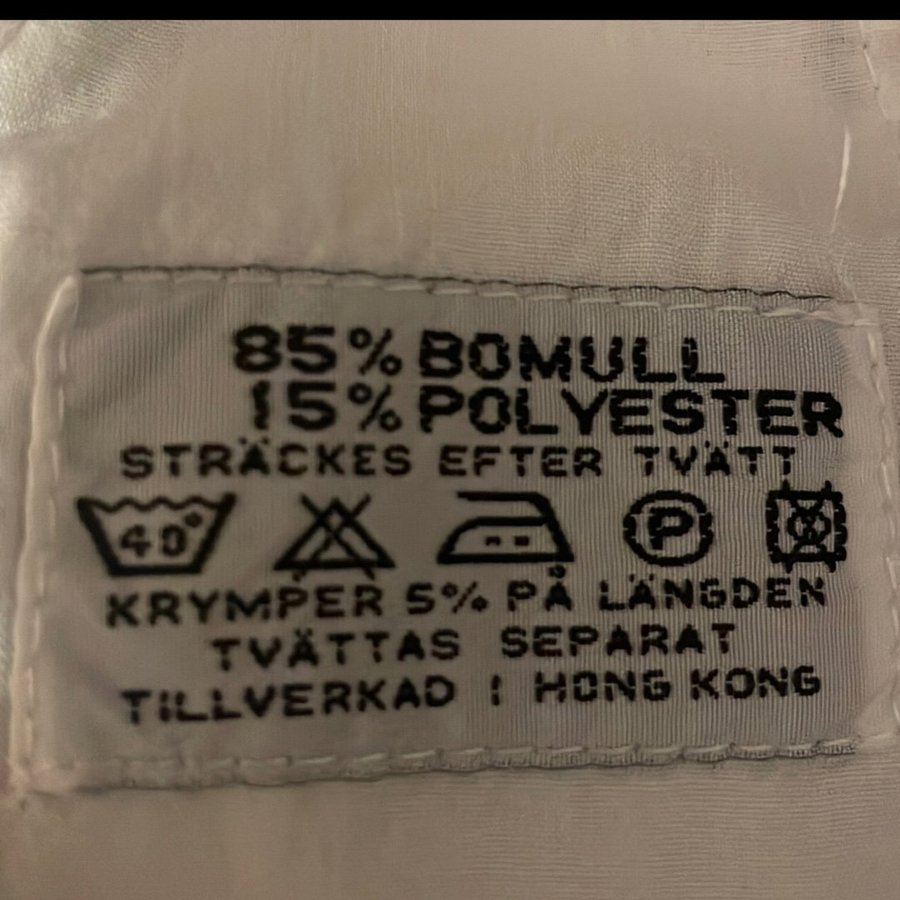 85% BOMULL
15% POLYESTER
STRÄCKES EFTER TVÄTT
40° P
KRYMPER 5% PÅ LÄNGDEN
TVÄTTAS SEPARAT
TILLVERKAD I HONG KONG